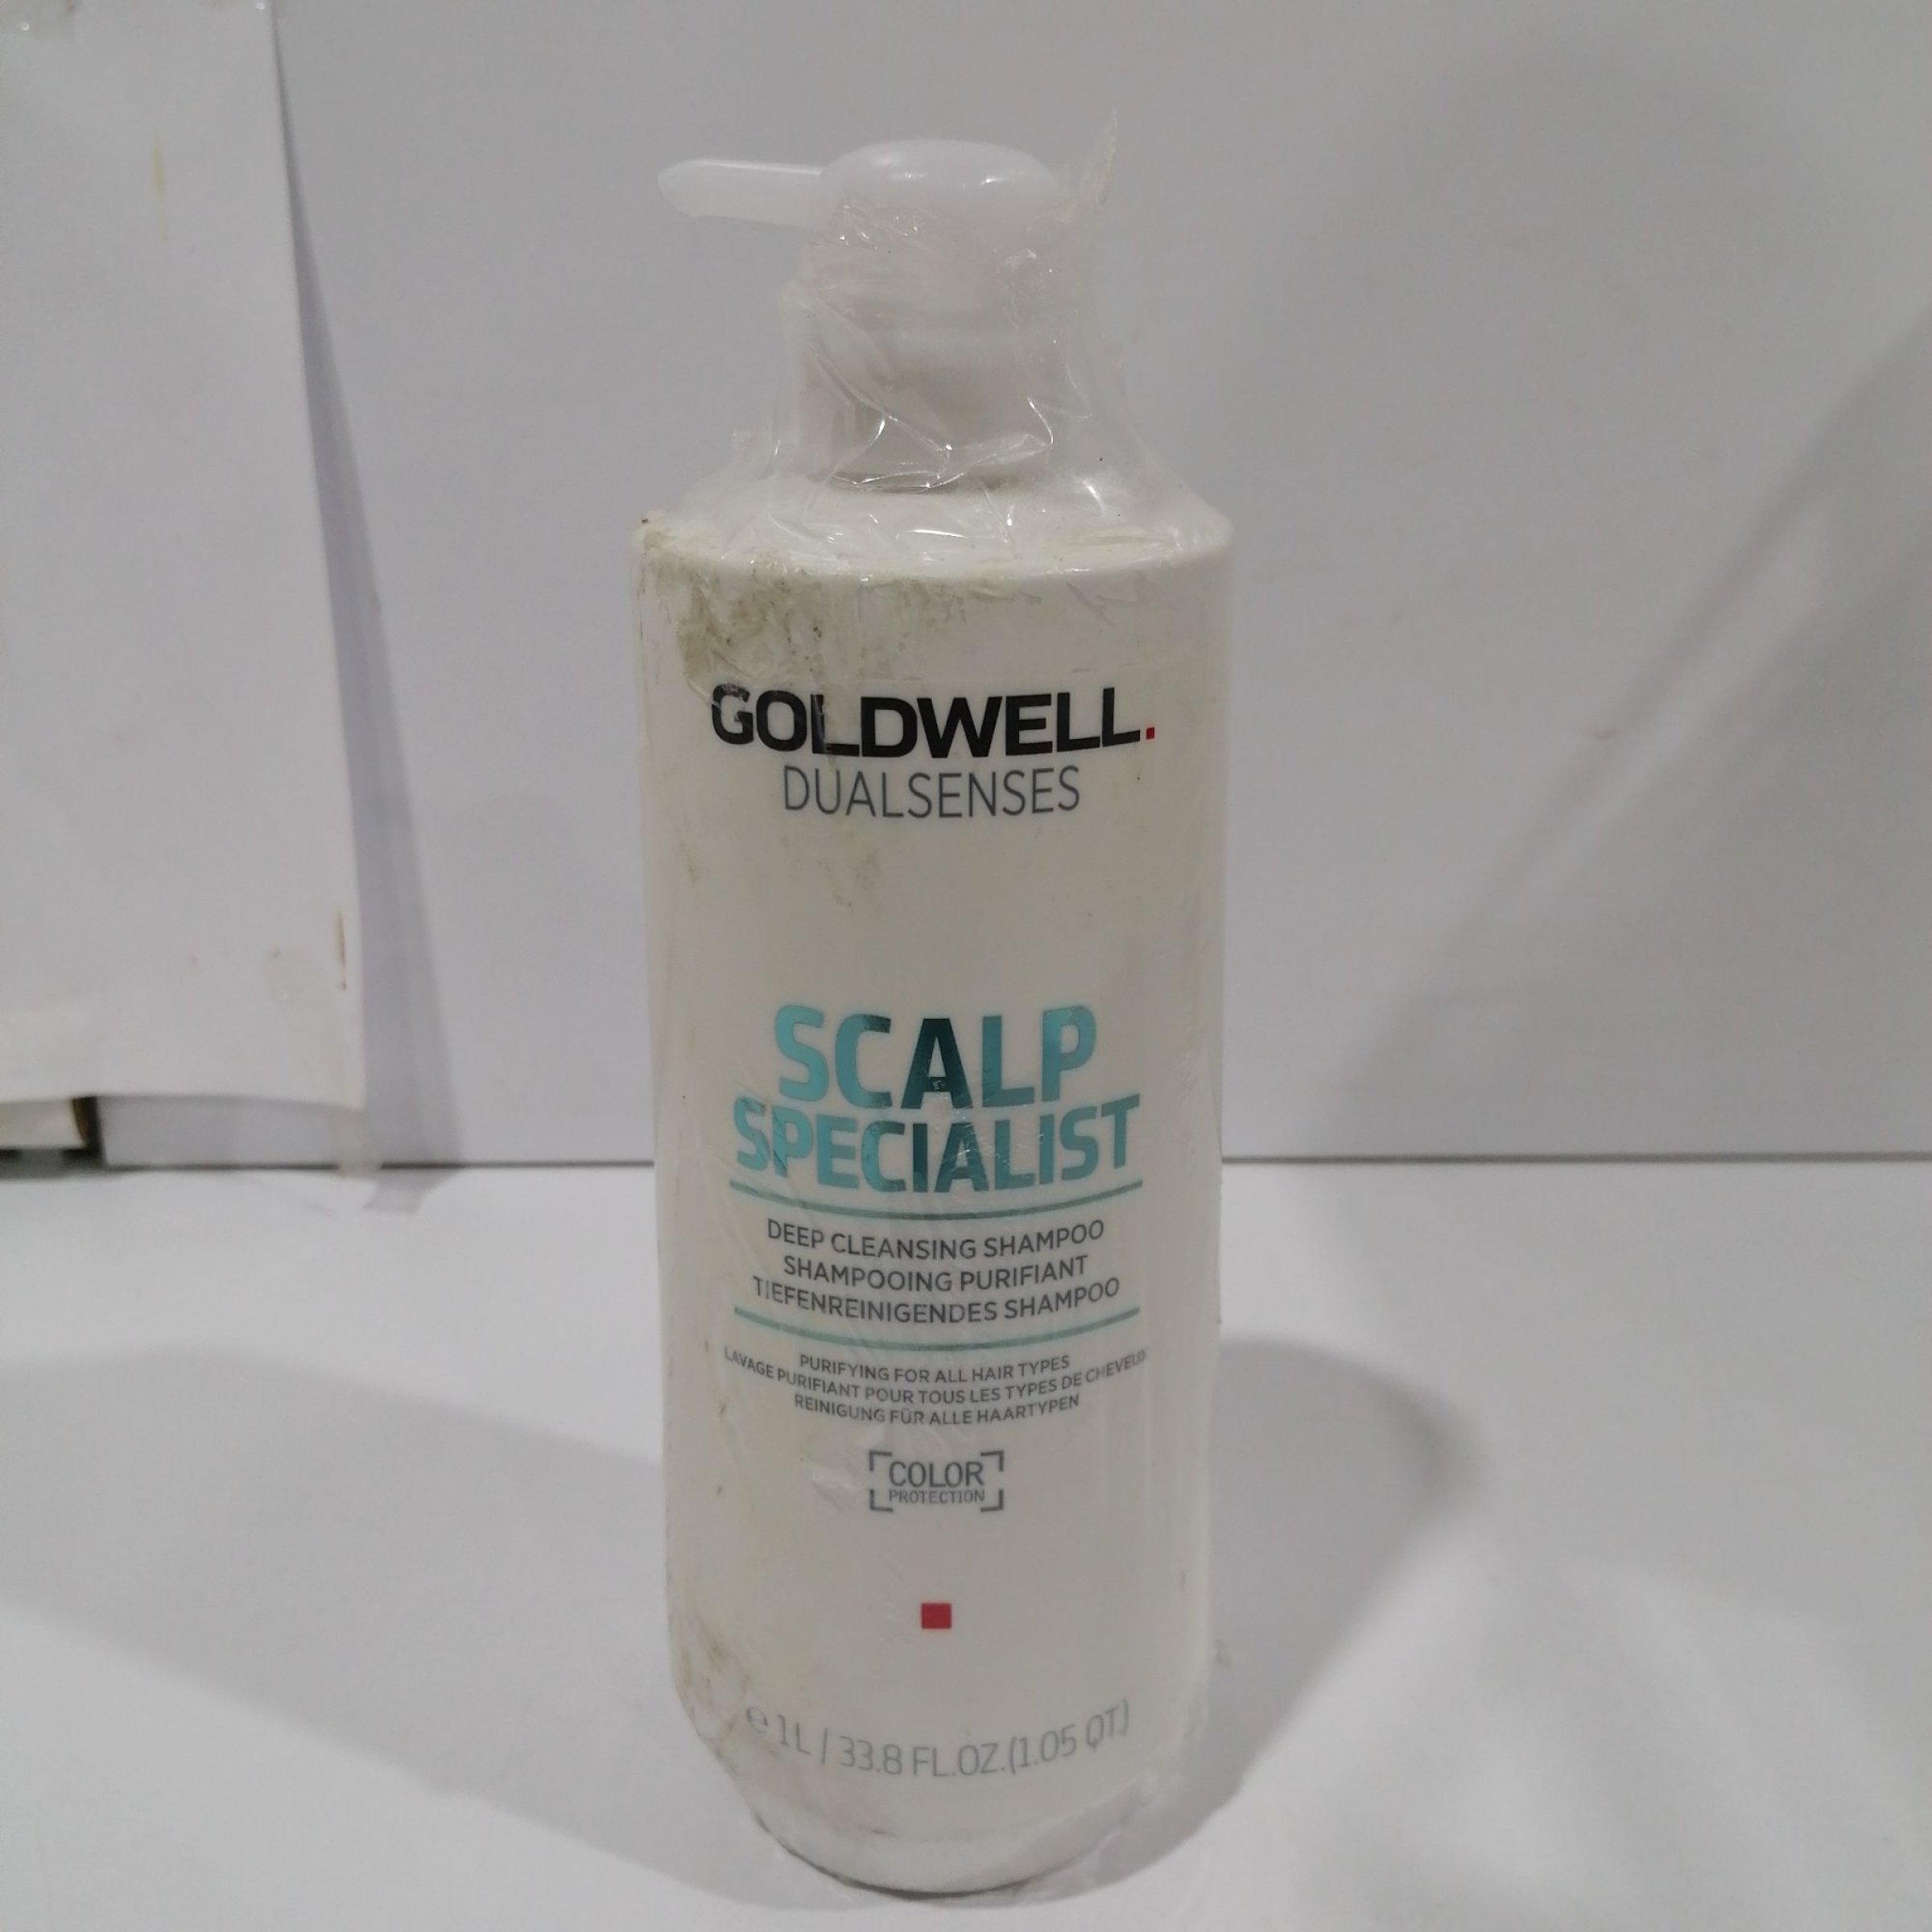 GOLDWELL.
DUALSENSES
SCALP
SPECIALIST
DEEP CLEANSING SHAMPOO
SHAMPOOING PURIFIANT
TIEFENREINIGENDES SHAMPOO
PURIFYING FOR ALL HAIR TYPES
LAVAGE PURIFIANT POUR TOUS LES TYPES DE CHEVEUX
REINIGUNG FÜR ALLE HAARTYPEN
COLOR
PROTECTION
℮ 1 L / 33.8 FL.OZ.(1.05 QT)